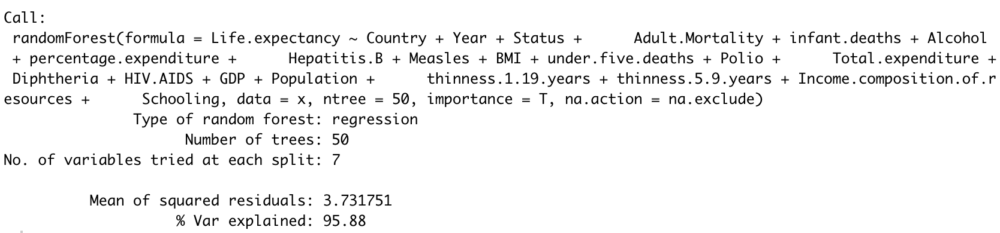 Call:
 randomForest(formula = Life.expectancy ~ Country + Year + Status +      Adult.Mortality + infant.deaths + Alcohol
 + percentage.expenditure +      Hepatitis.B + Measles + BMI + under.five.deaths + Polio +      Total.expenditure +
 Diphtheria + HIV.AIDS + GDP + Population +      thinness.1.19.years + thinness.5.9.years + Income.composition.of.r
esources +      Schooling, data = x, ntree = 50, importance = T, na.action = na.exclude)
               Type of random forest: regression
                     Number of trees: 50
No. of variables tried at each split: 7

          Mean of squared residuals: 3.731751
                    % Var explained: 95.88